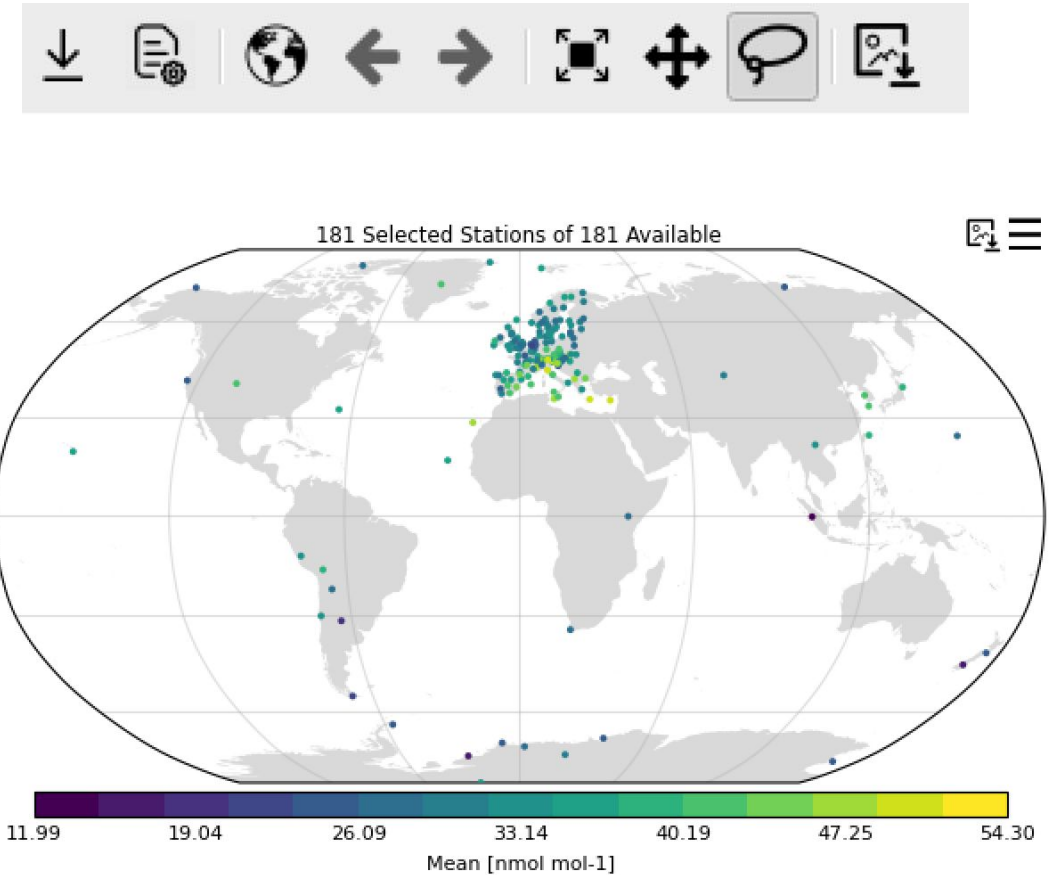 181 Selected Stations of 181 Available
11.99 19.04 26.09 33.14 40.19 47.25 54.30
Mean [nmol mol-1]